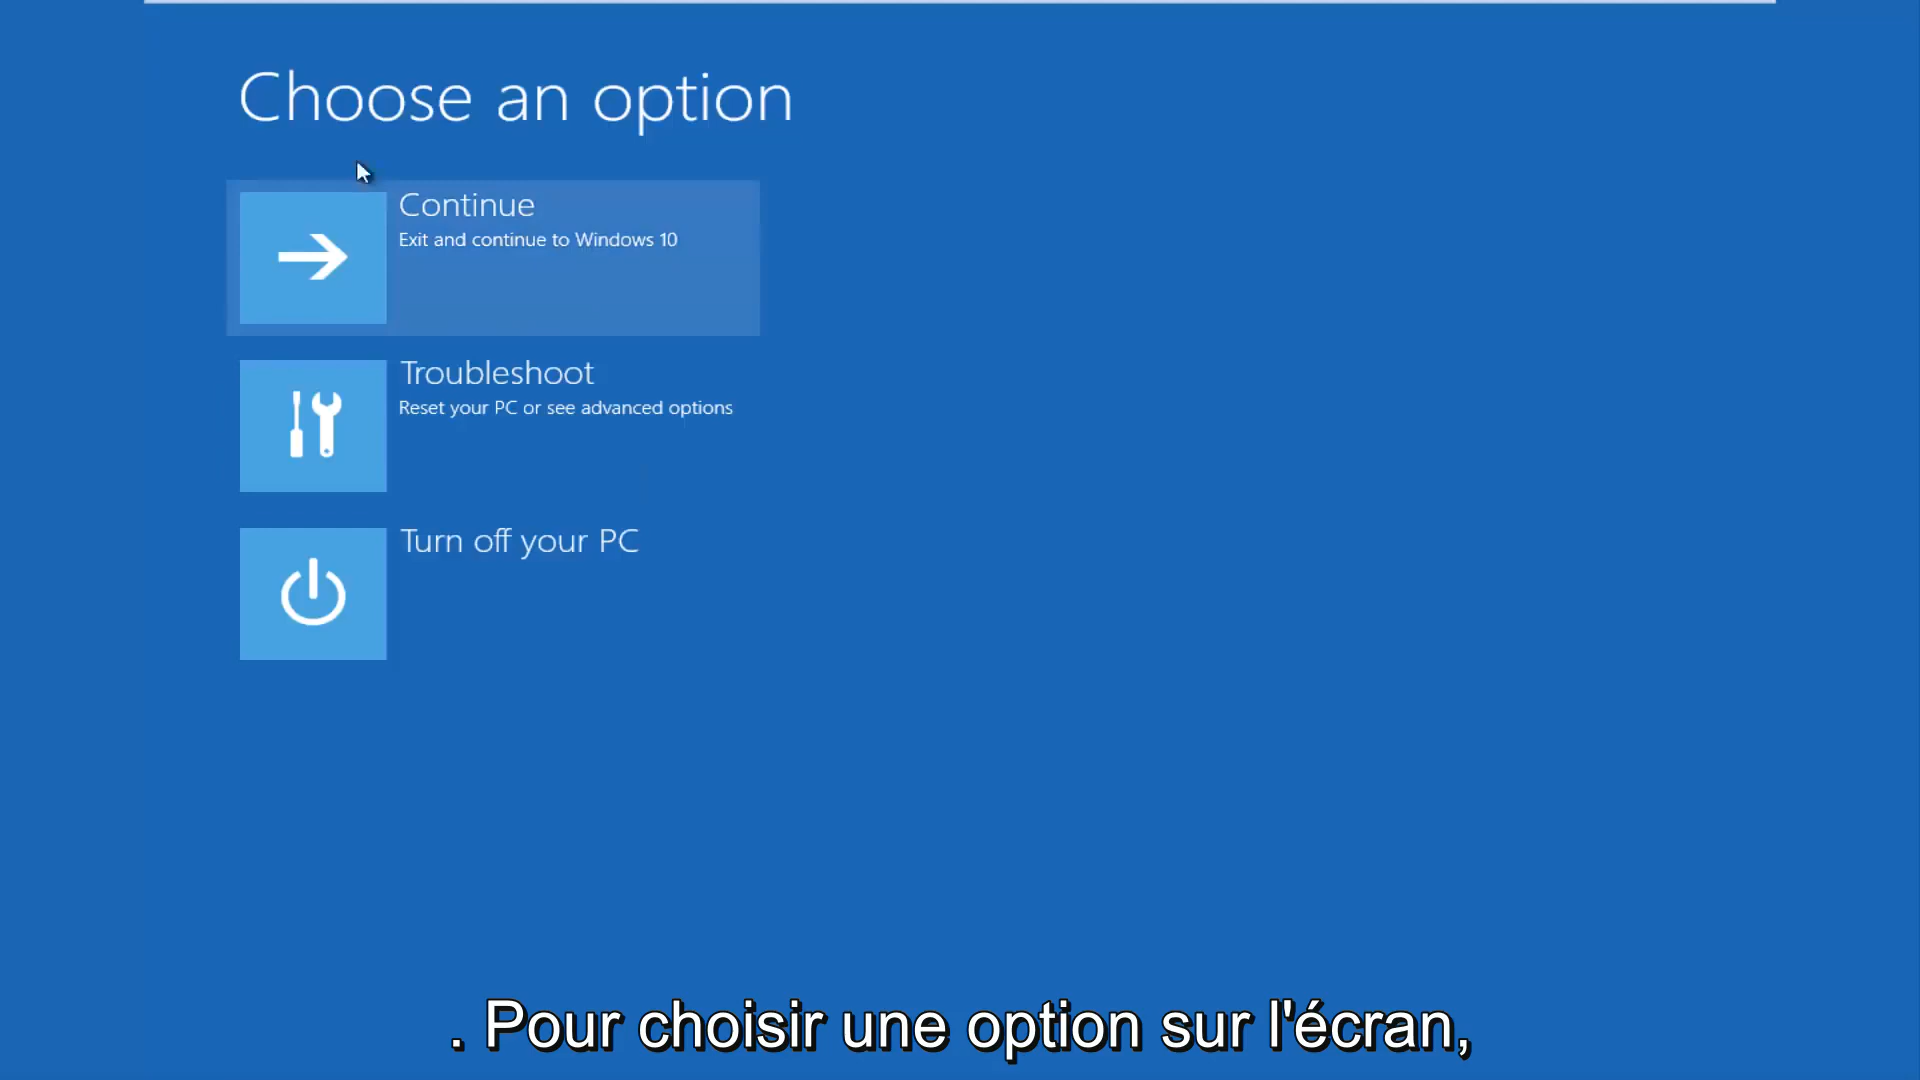 Choose an option
Continue
Exit and continue to Windows 10
Troubleshoot
Reset your PC or see advanced options
Turn off your PC
. Pour choisir une option sur l'écran,